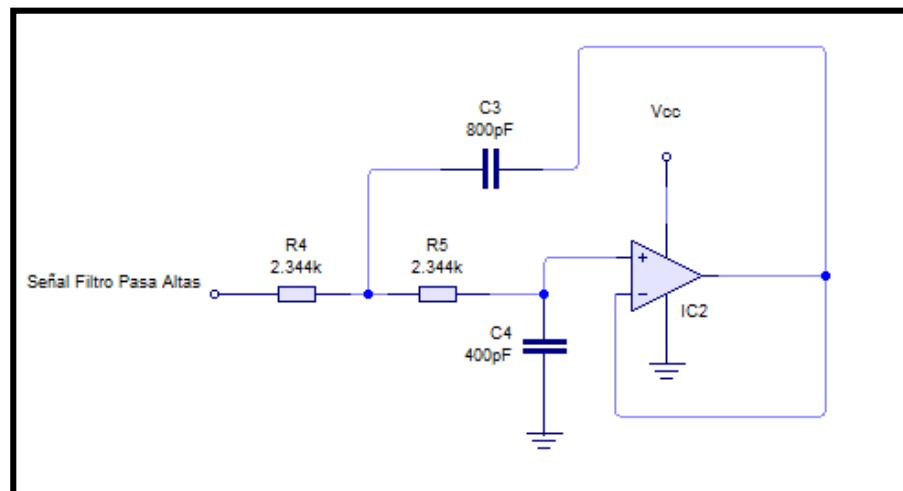 C3
800pF
Vcc
R4
2.344k
R5
2.344k
Señal Filtro Pasa Altas
+
−
IC2
C4
400pF